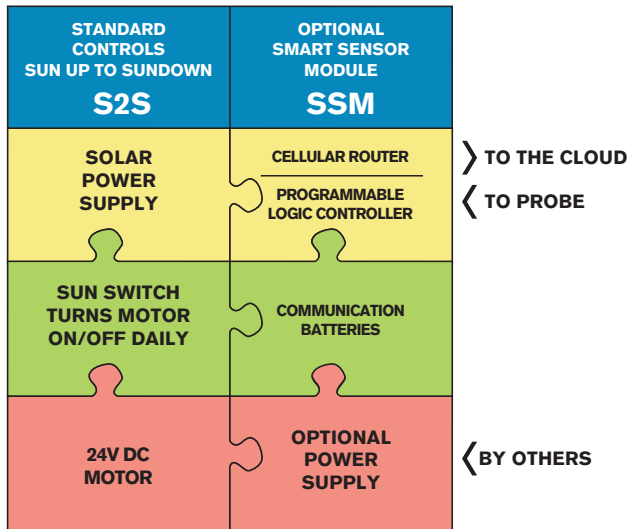 STANDARD
CONTROLS
SUN UP TO SUNDOWN
S2S
OPTIONAL
SMART SENSOR
MODULE
SSM
SOLAR
POWER
SUPPLY
CELLULAR ROUTER
PROGRAMMABLE
LOGIC CONTROLLER
TO THE CLOUD
TO PROBE
SUN SWITCH
TURNS MOTOR
ON/OFF DAILY
COMMUNICATION
BATTERIES
24V DC
MOTOR
OPTIONAL
POWER
SUPPLY
BY OTHERS